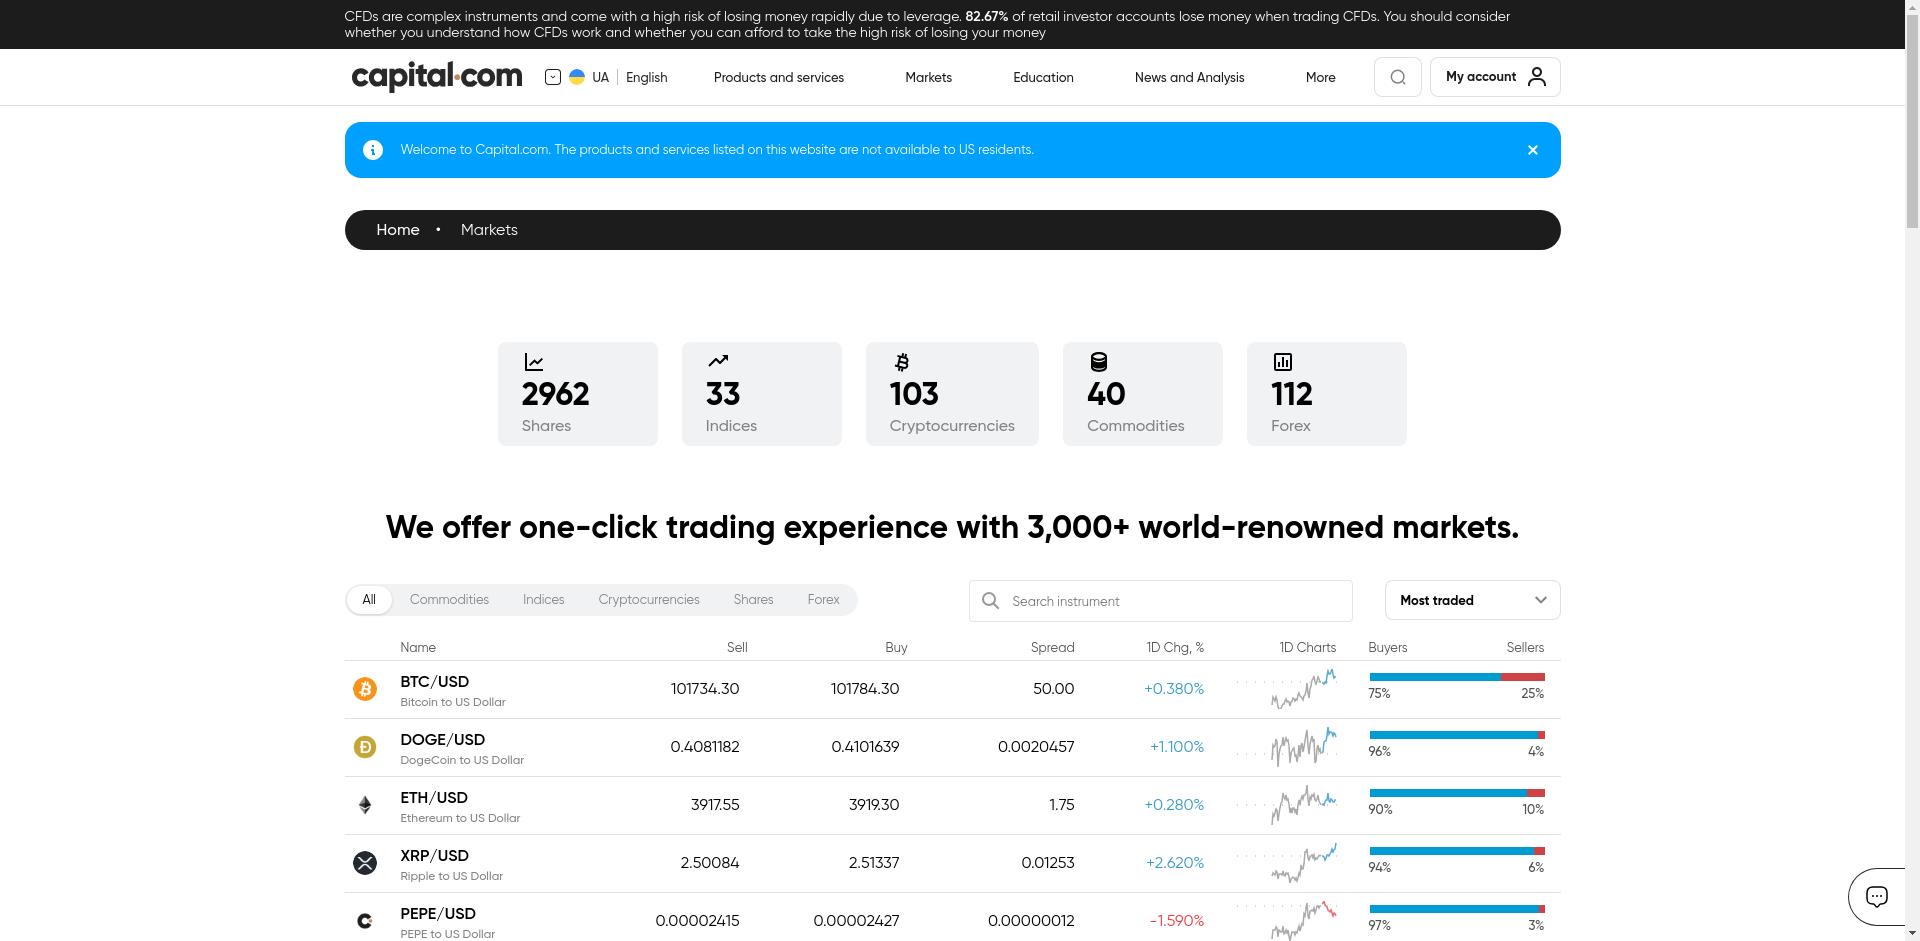 CFDs are complex instruments and come with a high risk of losing money rapidly due to leverage. 82.67% of retail investor accounts lose money when trading CFDs. You should consider
whether you understand how CFDs work and whether you can afford to take the high risk of losing your money
capital.com
UA | English
Products and services
Markets
Education
News and Analysis
More
My account
Welcome to Capital.com. The products and services listed on this website are not available to US residents.
Home • Markets
2962
Shares
33
Indices
103
Cryptocurrencies
40
Commodities
112
Forex
We offer one-click trading experience with 3,000+ world-renowned markets.
All Commodities Indices Cryptocurrencies Shares Forex
Search instrument
Most traded
Name Sell Buy Spread 1D Chg, % 1D Charts Buyers Sellers
BTC/USD
Bitcoin to US Dollar
101734.30 101784.30 50.00 +0.380%
75% 25%
DOGE/USD
DogeCoin to US Dollar
0.4081182 0.4101639 0.0020457 +1.100%
96% 4%
ETH/USD
Ethereum to US Dollar
3917.55 3919.30 1.75 +0.280%
90% 10%
XRP/USD
Ripple to US Dollar
2.50084 2.51337 0.01253 +2.620%
94% 6%
PEPE/USD
PEPE to US Dollar
0.00002415 0.00002427 0.00000012 -1.590%
97% 3%